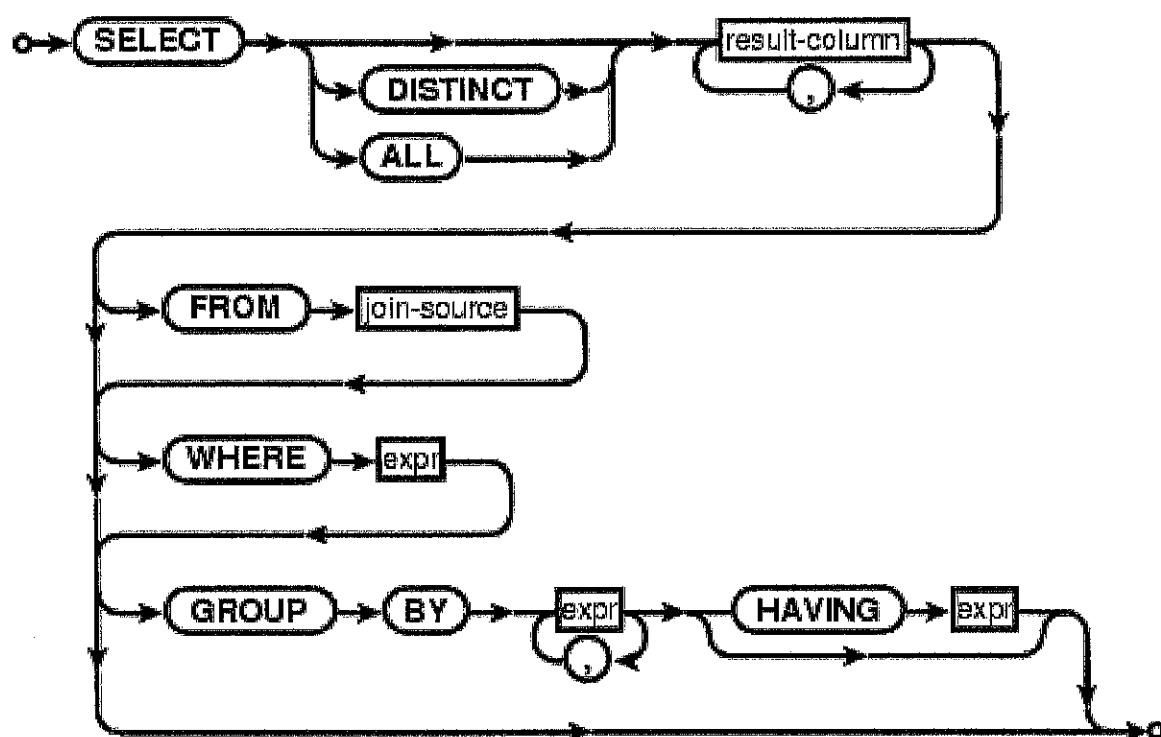 SELECT result-column
DISTINCT ,
ALL
FROM join-source
WHERE expr
GROUP BY expr HAVING expr
,